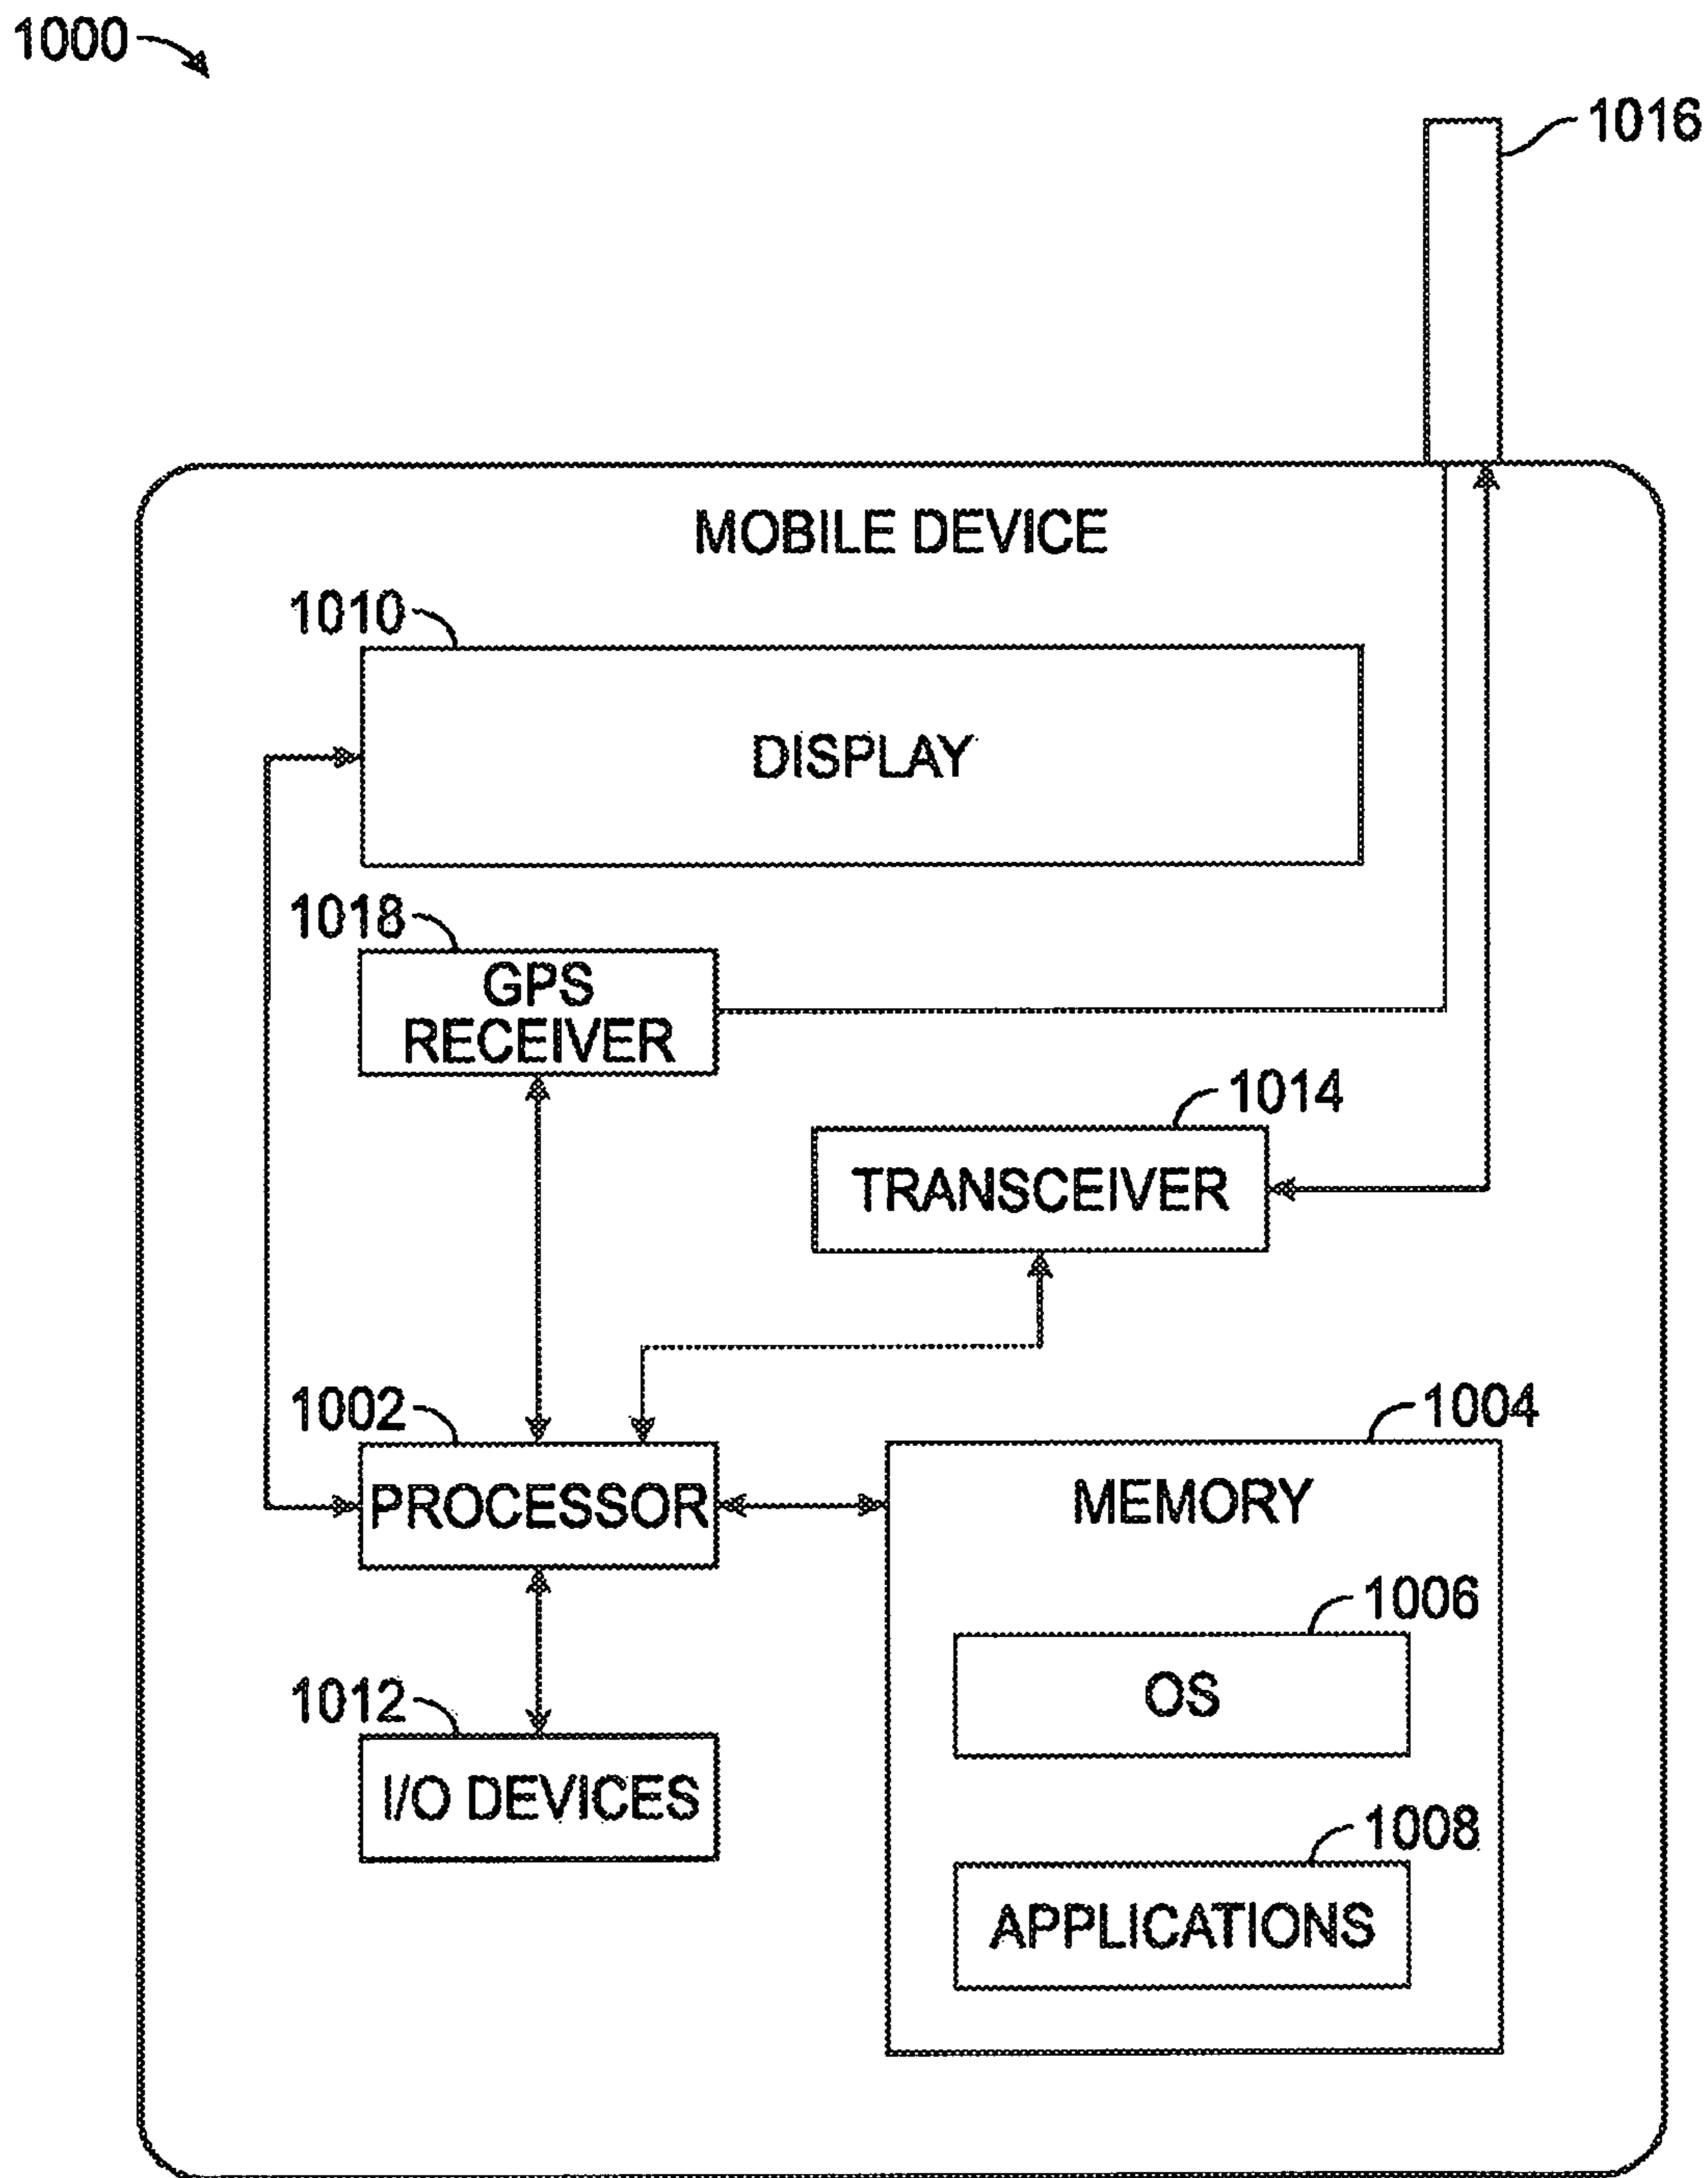 1000
1016
MOBILE DEVICE
1010
DISPLAY
1018
GPS
RECEIVER
1014
TRANSCEIVER
1002
PROCESSOR
1004
MEMORY
1006
OS
1012
I/O DEVICES
1008
APPLICATIONS